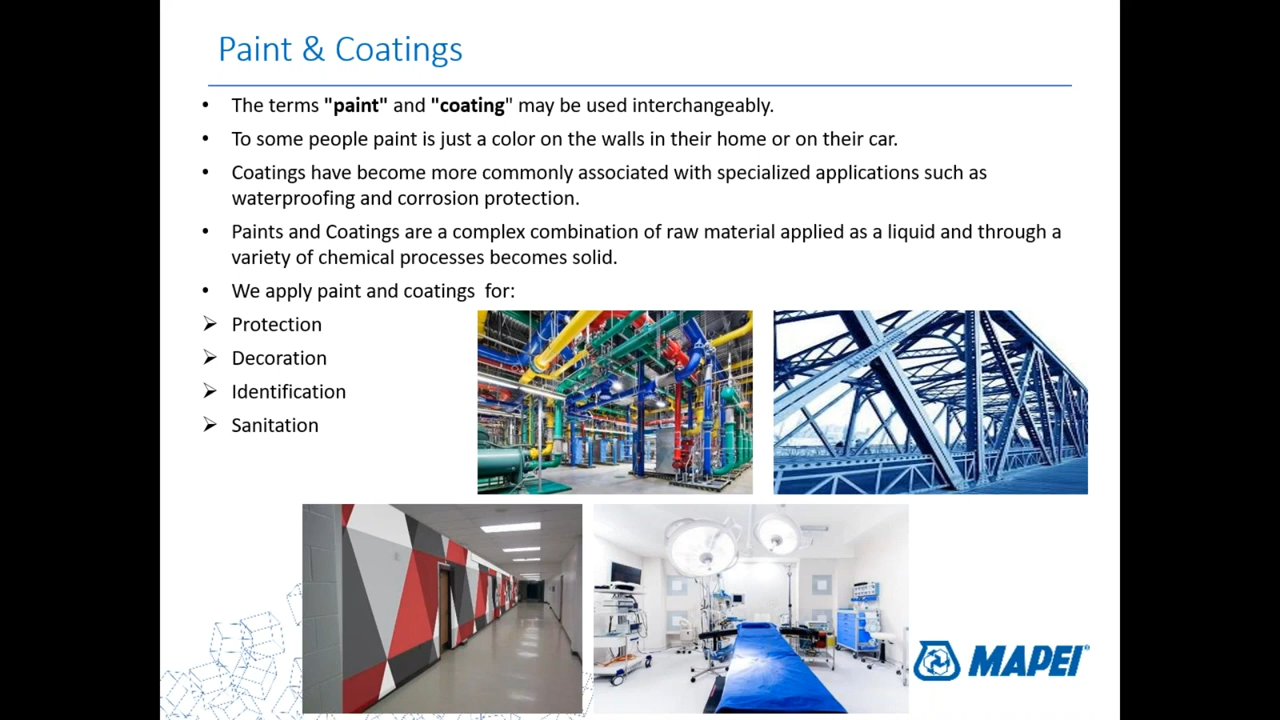 Paint & Coatings
• The terms "paint" and "coating" may be used interchangeably.
• To some people paint is just a color on the walls in their home or on their car.
• Coatings have become more commonly associated with specialized applications such as
waterproofing and corrosion protection.
• Paints and Coatings are a complex combination of raw material applied as a liquid and through a
variety of chemical processes becomes solid.
• We apply paint and coatings for:
➢ Protection
➢ Decoration
➢ Identification
➢ Sanitation
MAPEI®